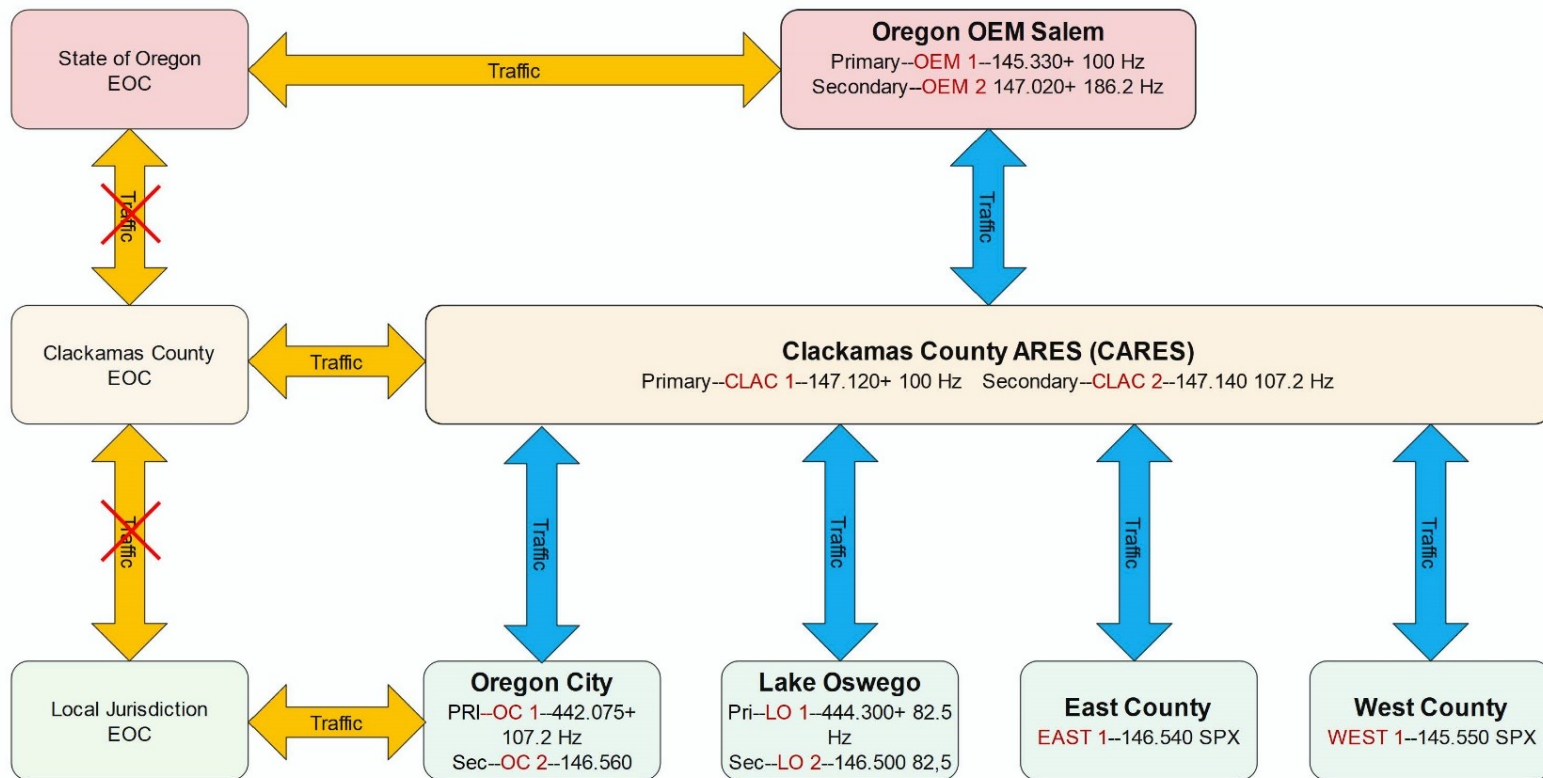 State of Oregon
EOC
Traffic
Oregon OEM Salem
Primary--OEM 1--145.330+ 100 Hz
Secondary--OEM 2 147.020+ 186.2 Hz
Traffic
Traffic
Clackamas County
EOC
Traffic
Clackamas County ARES (CARES)
Primary--CLAC 1--147.120+ 100 Hz Secondary--CLAC 2--147.140 107.2 Hz
Traffic
Traffic
Traffic
Traffic
Traffic
Local Jurisdiction
EOC
Traffic
Oregon City
PRI--OC 1--442.075+
107.2 Hz
Sec--OC 2--146.560
Lake Oswego
Pri--LO 1--444.300+ 82.5
Hz
Sec--LO 2--146.500 82,5
East County
EAST 1--146.540 SPX
West County
WEST 1--145.550 SPX